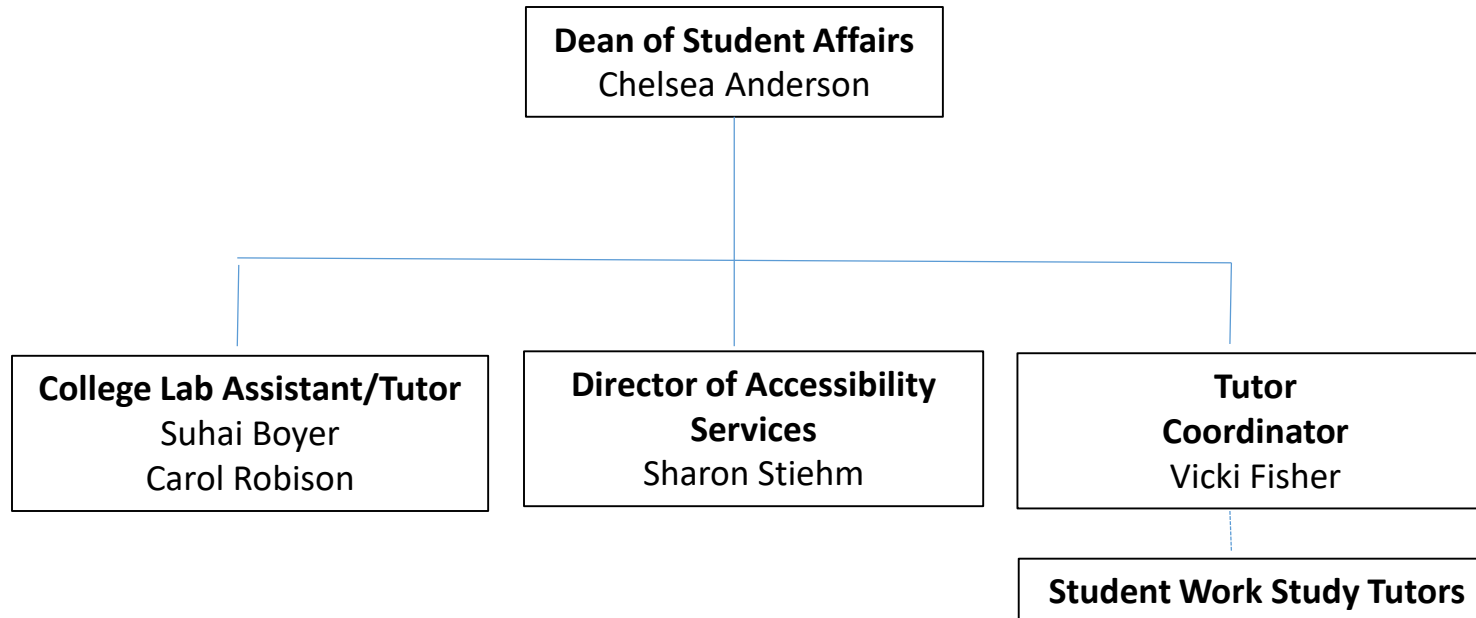 Dean of Student Affairs
Chelsea Anderson
College Lab Assistant/Tutor
Suhai Boyer
Carol Robison
Director of Accessibility
Services
Sharon Stiehm
Tutor
Coordinator
Vicki Fisher
Student Work Study Tutors